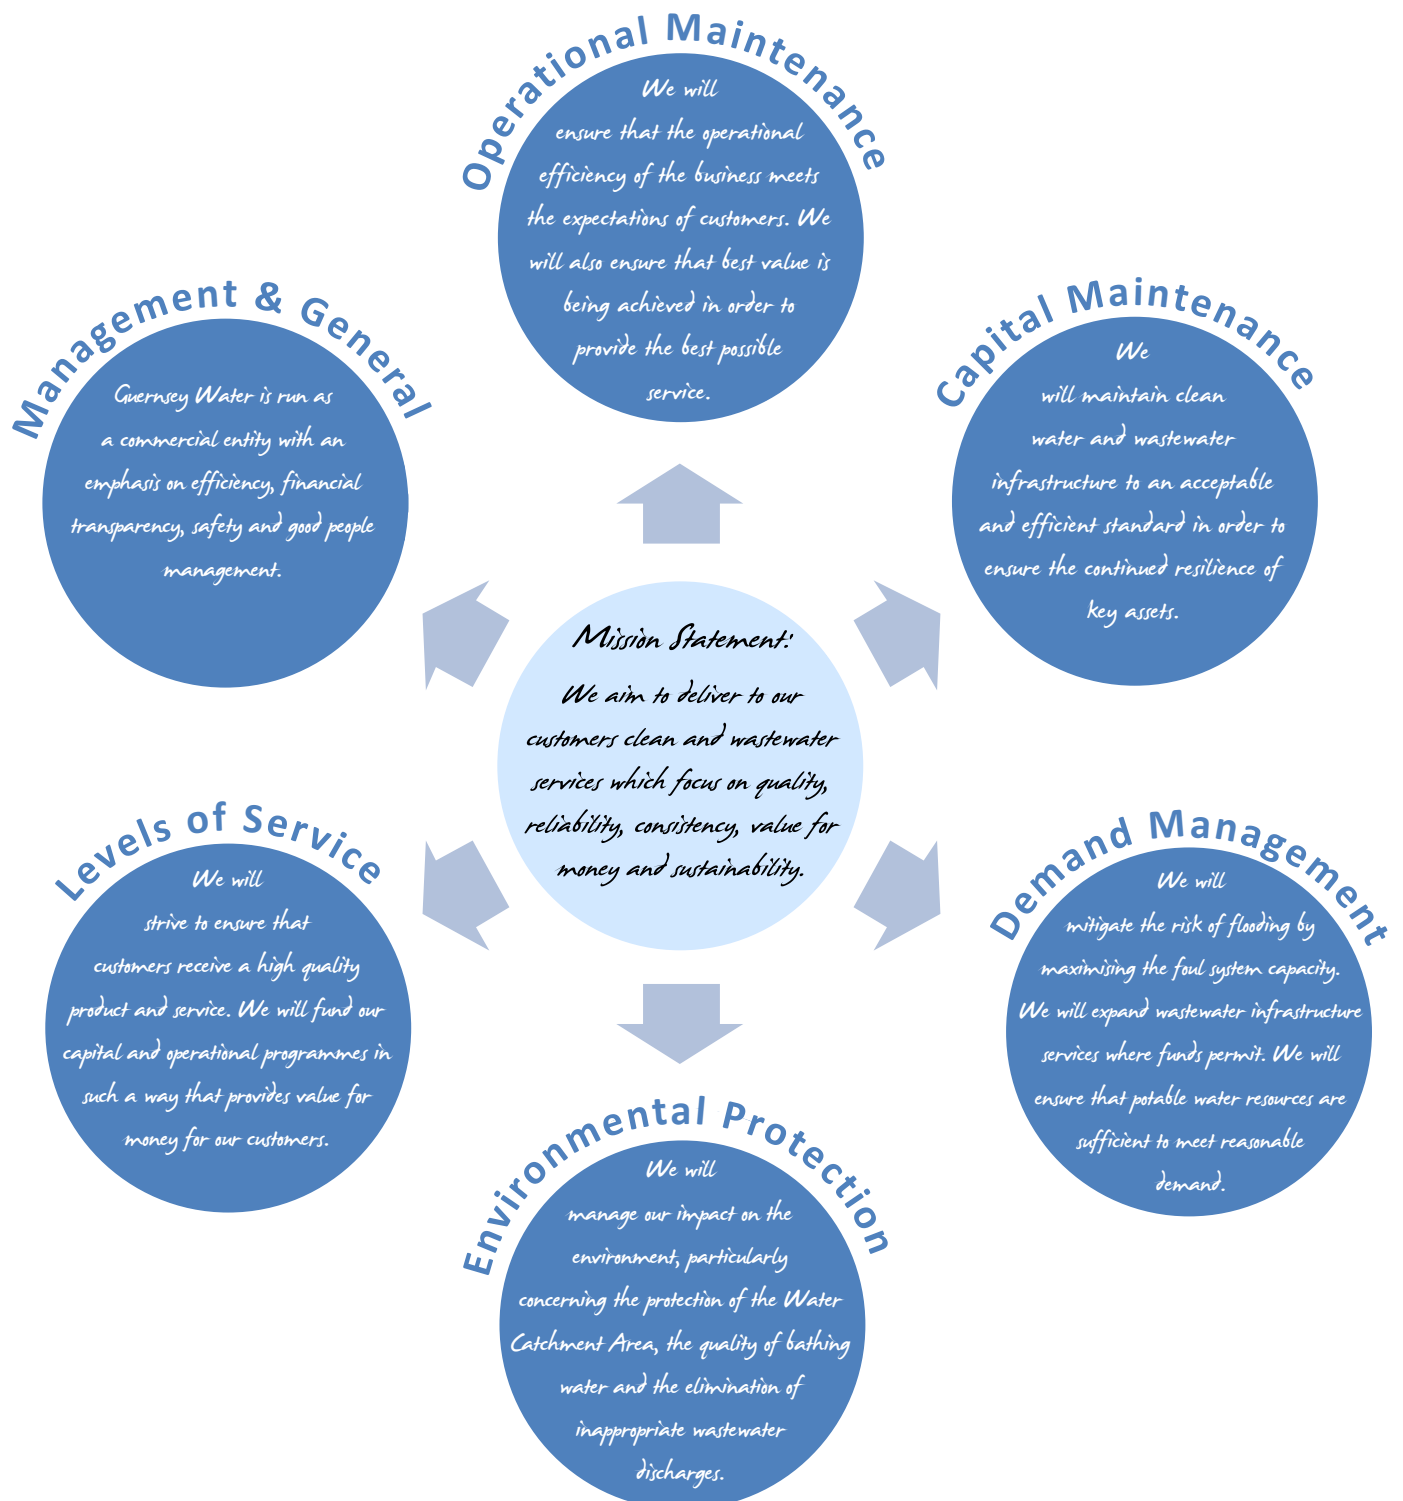 Operational Maintenance
We will
ensure that the operational
efficiency of the business meets
the expectations of customers. We
will also ensure that best value is
being achieved in order to
provide the best possible
service.
Management & General
Guernsey Water is run as
a commercial entity with an
emphasis on efficiency, financial
transparency, safety and good people
management.
Capital Maintenance
We
will maintain clean
water and wastewater
infrastructure to an acceptable
and efficient standard in order to
ensure the continued resilience of
key assets.
Mission Statement:
We aim to deliver to our
customers clean and wastewater
services which focus on quality,
reliability, consistency, value for
money and sustainability.
Levels of Service
We will
strive to ensure that
customers receive a high quality
product and service. We will fund our
capital and operational programmes in
such a way that provides value for
money for our customers.
Demand Management
We will
mitigate the risk of flooding by
maximising the foul system capacity.
We will expand wastewater infrastructure
services where funds permit. We will
ensure that potable water resources are
sufficient to meet reasonable
demand.
Environmental Protection
We will
manage our impact on the
environment, particularly
concerning the protection of the Water
Catchment Area, the quality of bathing
water and the elimination of
inappropriate wastewater
discharges.